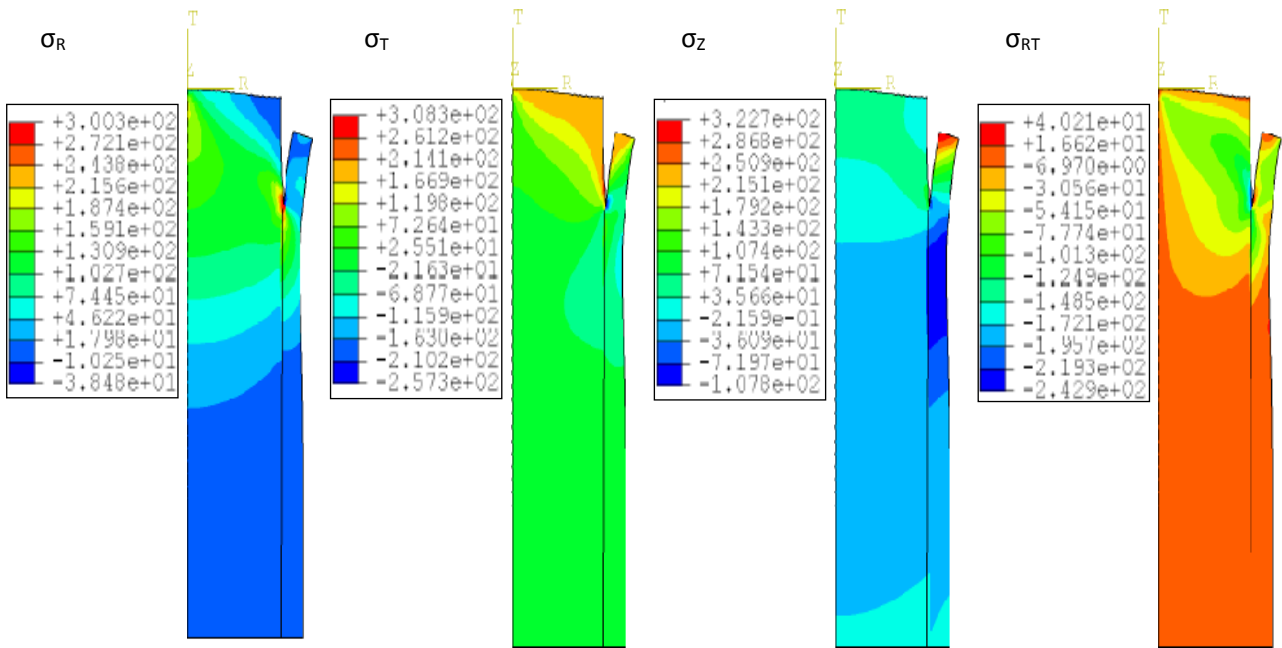 σR
T
Z
R
+3.003e+02
+2.721e+02
+2.438e+02
+2.156e+02
+1.874e+02
+1.591e+02
+1.309e+02
+1.027e+02
+7.445e+01
+4.622e+01
+1.798e+01
-1.025e+01
-3.848e+01
σT
T
Z
R
+3.083e+02
+2.612e+02
+2.141e+02
+1.669e+02
+1.198e+02
+7.264e+01
+2.551e+01
-2.163e+01
-6.877e+01
-1.159e+02
-1.630e+02
-2.102e+02
-2.573e+02
σZ
T
Z
R
+3.227e+02
+2.868e+02
+2.509e+02
+2.151e+02
+1.792e+02
+1.433e+02
+1.074e+02
+7.154e+01
+3.566e+01
-2.159e-01
-3.609e+01
-7.197e+01
-1.078e+02
σRT
T
Z
R
+4.021e+01
+1.662e+01
-6.970e+00
-3.056e+01
-5.415e+01
-7.774e+01
-1.013e+02
-1.249e+02
-1.485e+02
-1.721e+02
-1.957e+02
-2.193e+02
-2.429e+02